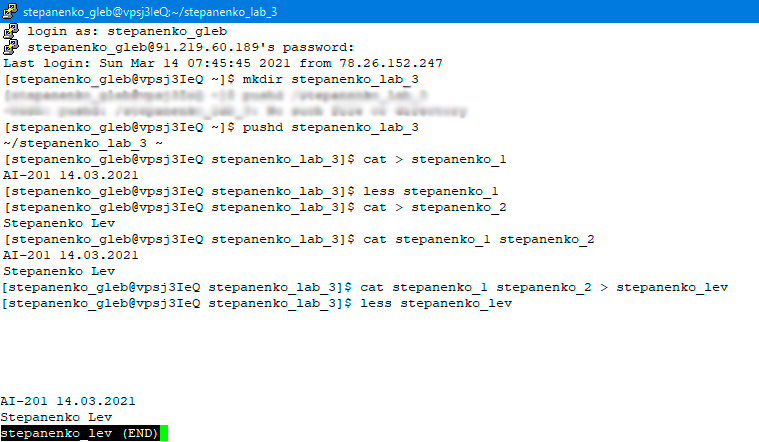 stepanenko_gleb@vpsj3IeQ:~/stepanenko_lab_3
login as: stepanenko_gleb
stepanenko_gleb@91.219.60.189's password:
Last login: Sun Mar 14 07:45:45 2021 from 78.26.152.247
[stepanenko_gleb@vpsj3IeQ ~]$ mkdir stepanenko_lab_3
[stepanenko_gleb@vpsj3IeQ ~]$ pushd stepanenko_lab_3
~/stepanenko_lab_3 ~
[stepanenko_gleb@vpsj3IeQ stepanenko_lab_3]$ cat > stepanenko_1
AI-201 14.03.2021
[stepanenko_gleb@vpsj3IeQ stepanenko_lab_3]$ less stepanenko_1
[stepanenko_gleb@vpsj3IeQ stepanenko_lab_3]$ cat > stepanenko_2
Stepanenko Lev
[stepanenko_gleb@vpsj3IeQ stepanenko_lab_3]$ cat stepanenko_1 stepanenko_2
AI-201 14.03.2021
Stepanenko Lev
[stepanenko_gleb@vpsj3IeQ stepanenko_lab_3]$ cat stepanenko_1 stepanenko_2 > stepanenko_lev
[stepanenko_gleb@vpsj3IeQ stepanenko_lab_3]$ less stepanenko_lev
AI-201 14.03.2021
Stepanenko Lev
stepanenko_lev (END)